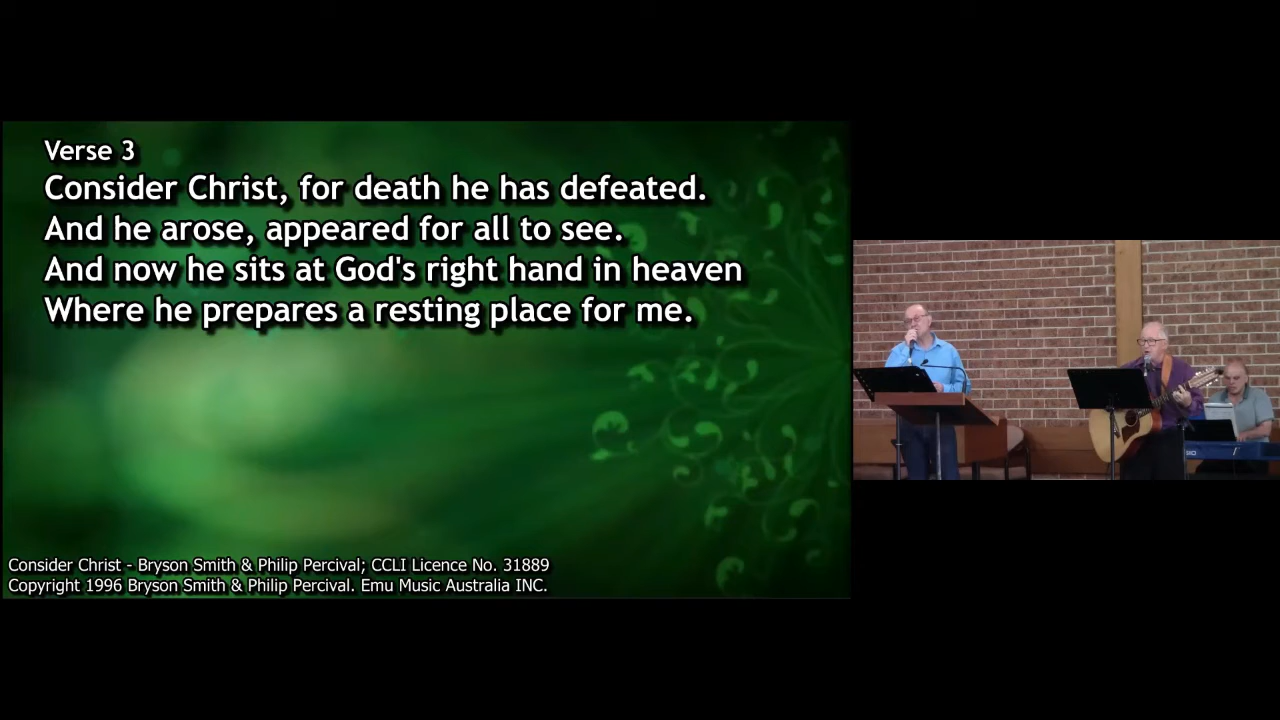 Verse 3
Consider Christ, for death he has defeated.
And he arose, appeared for all to see.
And now he sits at God's right hand in heaven
Where he prepares a resting place for me.
Consider Christ - Bryson Smith & Philip Percival; CCLI Licence No. 31889
Copyright 1996 Bryson Smith & Philip Percival. Emu Music Australia INC.